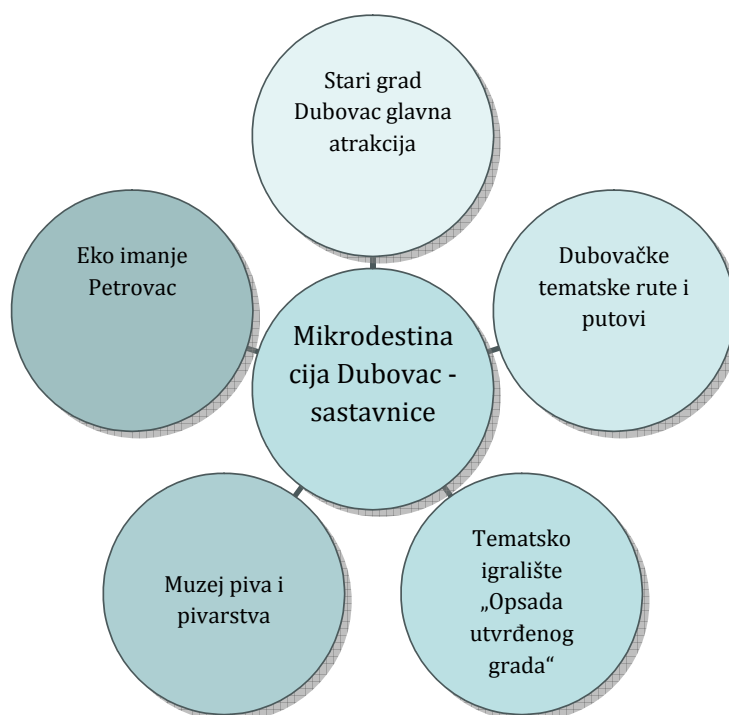 Stari grad
Dubovac glavna
atrakcija
Eko imanje
Petrovac
Dubovačke
tematske rute i
putovi
Mikrodestina
cija Dubovac -
sastavnice
Muzej piva i
pivarstva
Tematsko
igralište
„Opsada
utvrđenog
grada“